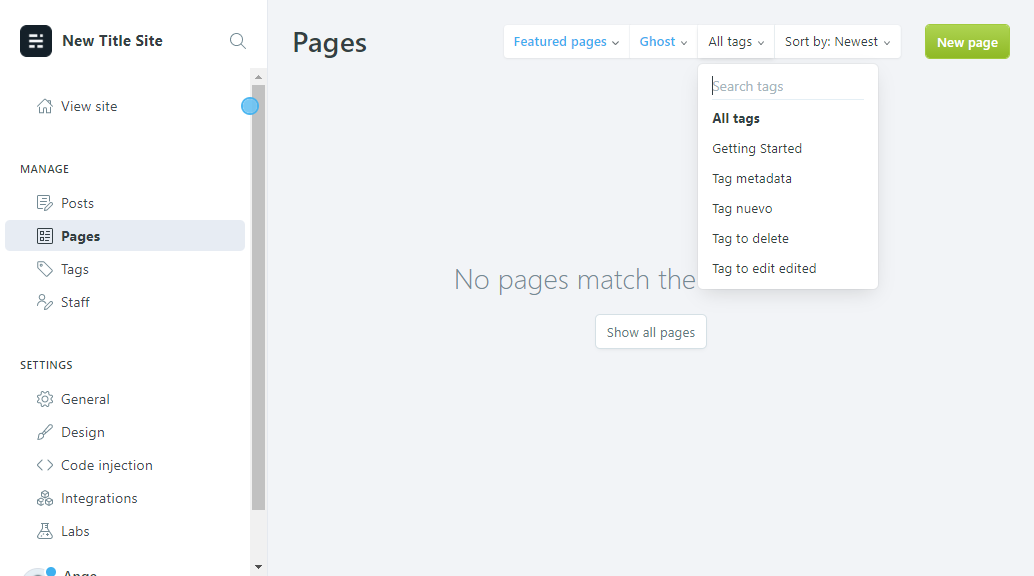 New Title Site
View site
MANAGE
Posts
Pages
Tags
Staff
SETTINGS
General
Design
Code injection
Integrations
Labs
Pages
Featured pages
Ghost
All tags
Sort by: Newest
New page
Search tags
All tags
Getting Started
Tag metadata
Tag nuevo
Tag to delete
Tag to edit edited
No pages match the
Show all pages